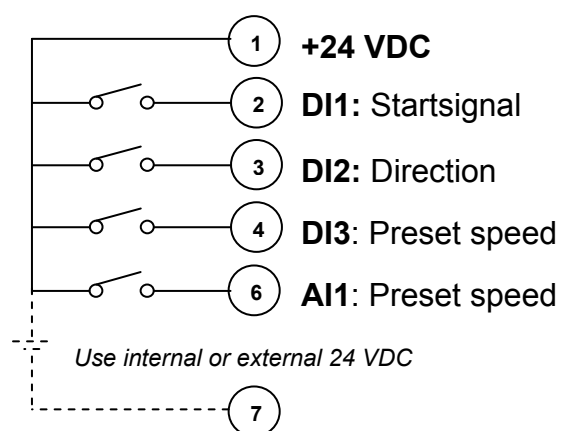 1 +24 VDC
2 DI1: Startsignal
3 DI2: Direction
4 DI3: Preset speed
6 AI1: Preset speed
Use internal or external 24 VDC
7